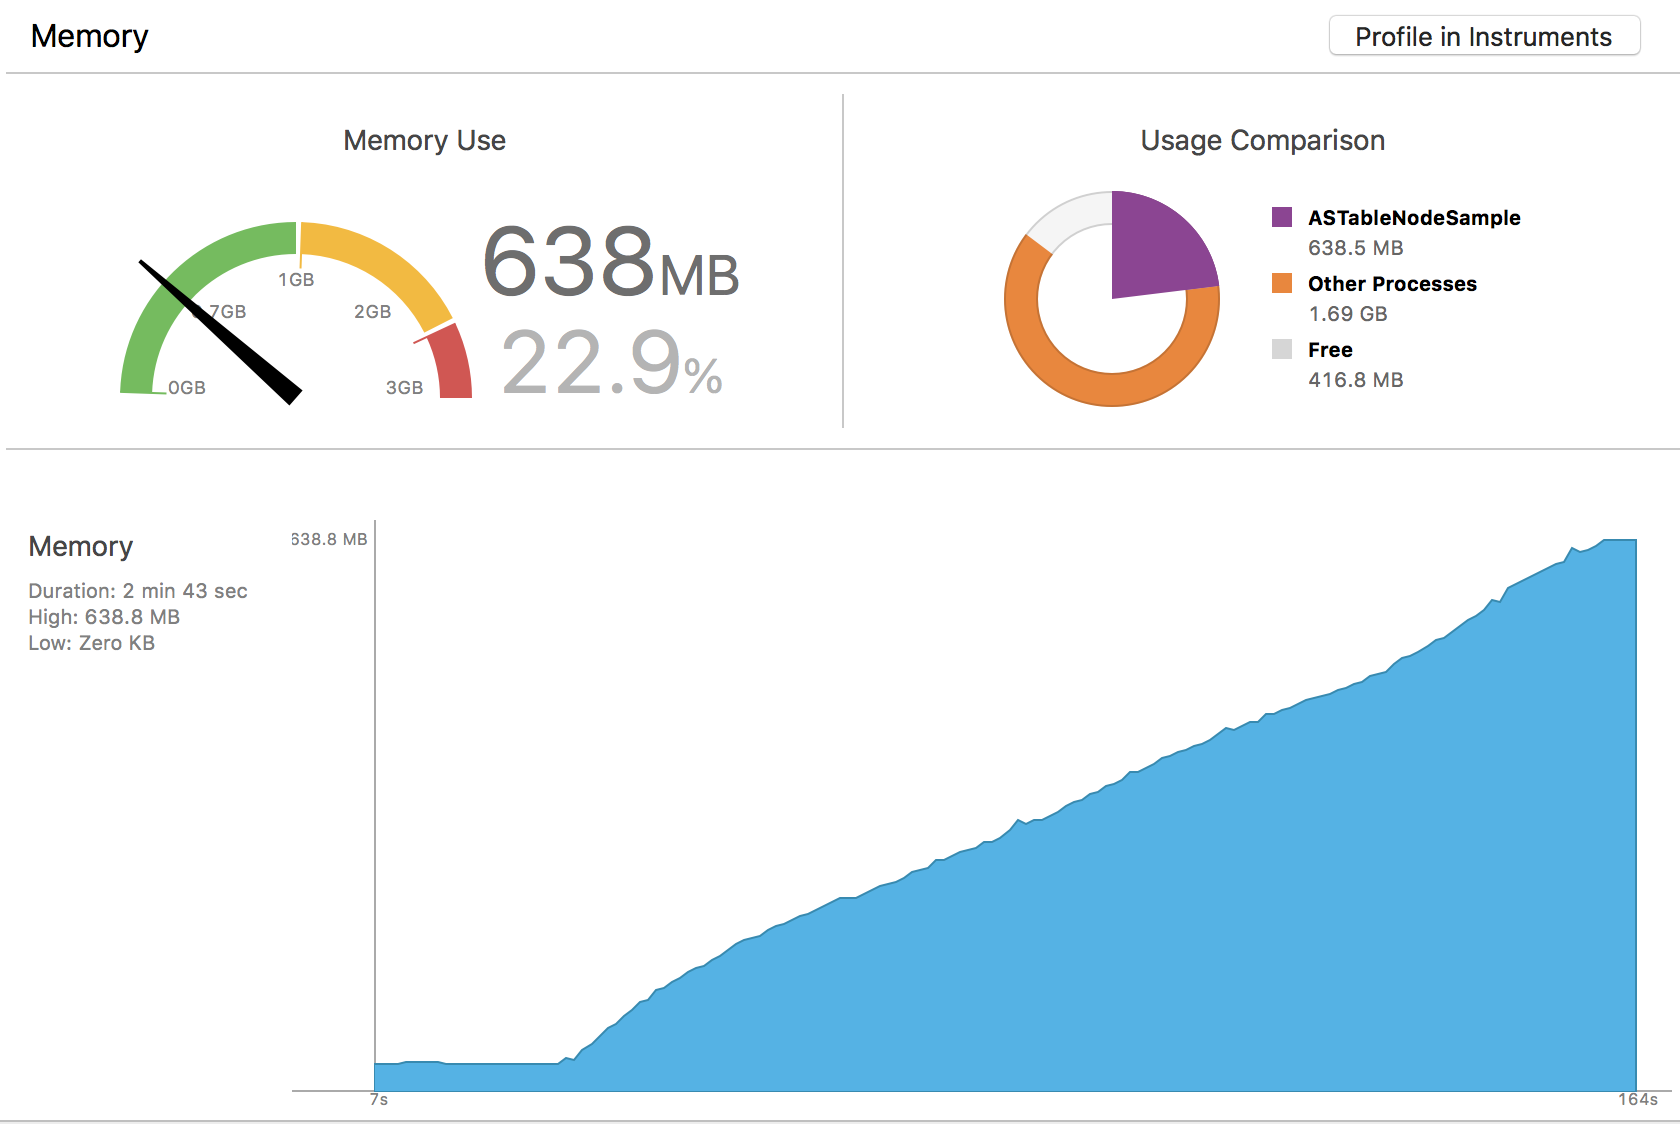 Memory
Profile in Instruments
Memory Use
Usage Comparison
638MB
22.9%
0GB
.7GB
1GB
2GB
3GB
ASTableNodeSample
638.5 MB
Other Processes
1.69 GB
Free
416.8 MB
Memory
Duration: 2 min 43 sec
High: 638.8 MB
Low: Zero KB
638.8 MB
7s
164s